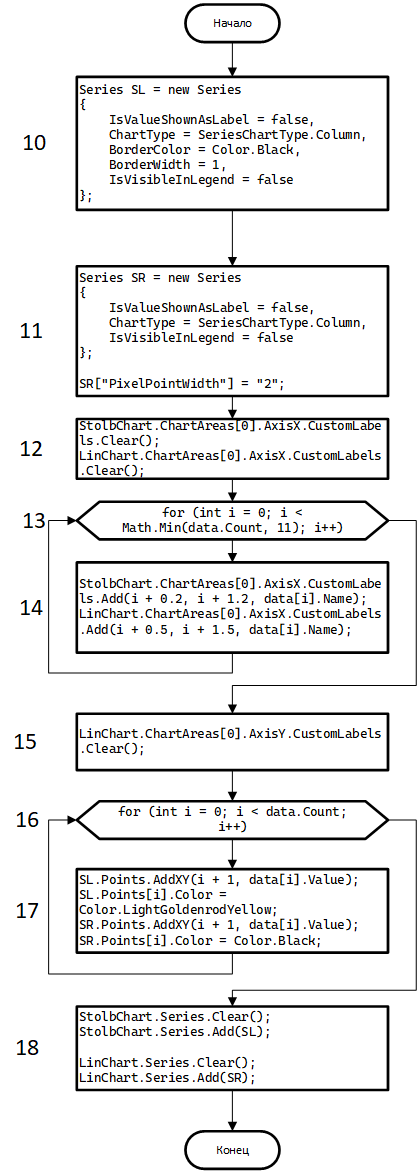 Начало
10
Series SL = new Series
{
    IsValueShownAsLabel = false,
    ChartType = SeriesChartType.Column,
    BorderColor = Color.Black,
    BorderWidth = 1,
    IsVisibleInLegend = false
};
11
Series SR = new Series
{
    IsValueShownAsLabel = false,
    ChartType = SeriesChartType.Column,
    IsVisibleInLegend = false
};

SR["PixelPointWidth"] = "2";
12
StolbChart.ChartAreas[0].AxisX.CustomLabe
ls.Clear();
LinChart.ChartAreas[0].AxisX.CustomLabels
.Clear();
13
for (int i = 0; i <
Math.Min(data.Count, 11); i++)
14
StolbChart.ChartAreas[0].AxisX.CustomLabe
ls.Add(i + 0.2, i + 1.2, data[i].Name);
LinChart.ChartAreas[0].AxisX.CustomLabels
.Add(i + 0.5, i + 1.5, data[i].Name);
15
LinChart.ChartAreas[0].AxisY.CustomLabels
.Clear();
16
for (int i = 0; i < data.Count;
i++)
17
SL.Points.AddXY(i + 1, data[i].Value);
SL.Points[i].Color =
Color.LightGoldenrodYellow;
SR.Points.AddXY(i + 1, data[i].Value);
SR.Points[i].Color = Color.Black;
18
StolbChart.Series.Clear();
StolbChart.Series.Add(SL);

LinChart.Series.Clear();
LinChart.Series.Add(SR);
Конец